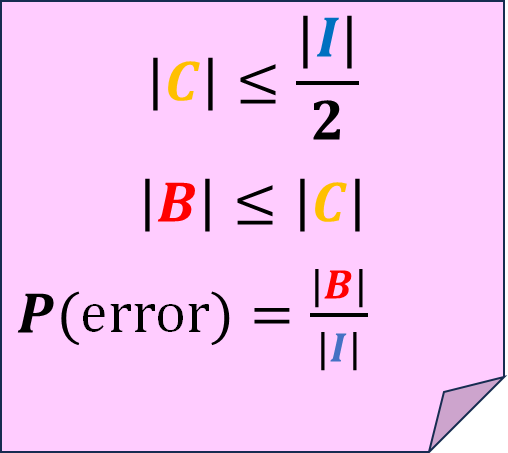 |C| ≤ |I|/2
|B| ≤ |C|
P(error) = |B|/|I|